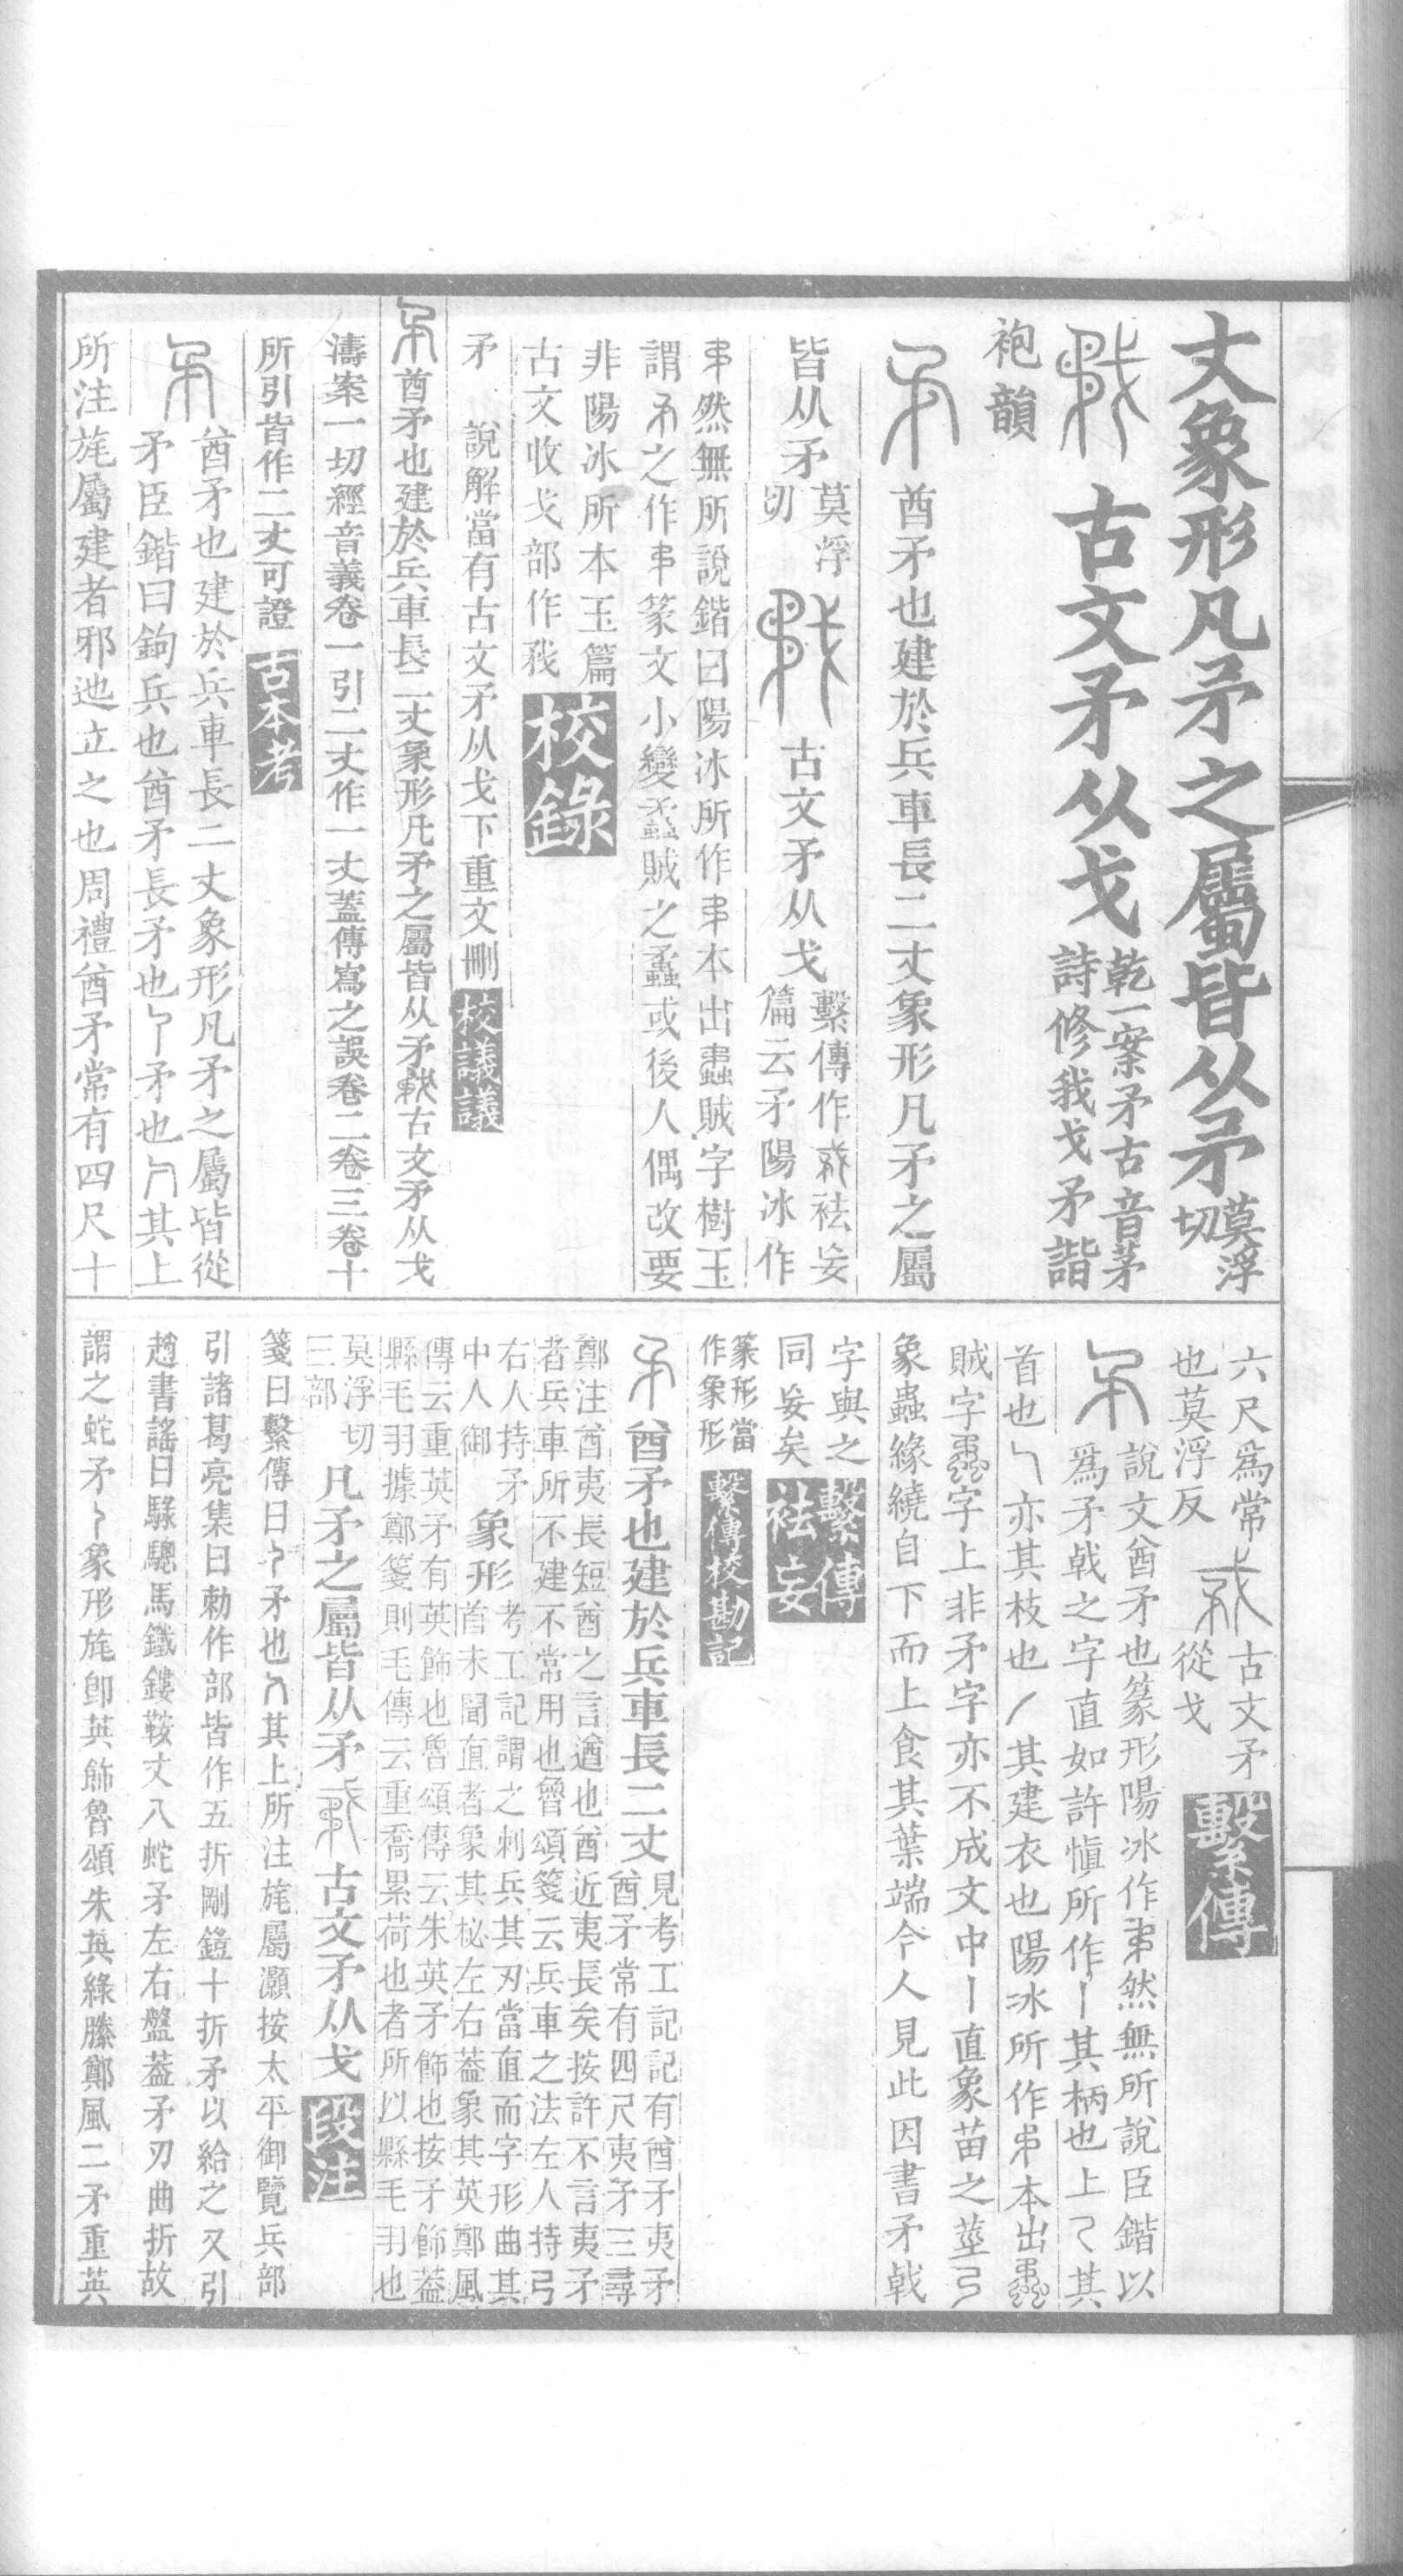 丈象形凡矛之屬皆从矛莫浮切
古文矛从戈乾一案矛古音茅
詩修我戈矛諧
袍韻
酋矛也建於兵車長二丈象形凡矛之屬
皆从矛莫浮切 古文矛从戈繫傳作 袪妄
篇云矛陽冰作
然無所說鍇曰陽冰所作 本出蟲賊字樹玉
謂 之作 篆文小變蟊賊之蟊或後人偶改要
非陽冰所本玉篇
古文收戈部作 校錄
矛 說解當有古文矛从戈下重文刪校議議
酋矛也建於兵車長二丈象形凡矛之屬皆从矛 古文矛从戈
濤案一切經音義卷一引二丈作一丈蓋傳寫之誤卷二卷三卷十
所引皆作二丈可證古本考
酋矛也建於兵車長二丈象形凡矛之屬皆從
矛臣鍇曰鉤兵也酋矛長矛也 矛也 其上
所注旄屬建者邪迆立之也周禮酋矛常有四尺十
六尺爲常 古文矛
也莫浮反 從戈繫傳
說文酋矛也篆形陽冰作 然無所說臣鍇以
爲矛戟之字直如許愼所作丨其柄也上 其
首也 亦其枝也 其建衣也陽冰所作 本出
賊字 字上非矛字亦不成文中丨直象苗之莖
象蟲緣繞自下而上食其葉端今人見此因書矛戟
字與之
同妄矣繫傳袪妄
篆形當
作象形繫傳校勘記
酋矛也建於兵車長二丈見考工記記有酋矛夷矛
酋矛常有四尺夷矛三尋
鄭注酋夷長短酋之言遒也酋近夷長矣按許不言夷矛
者兵車所不建不常用也魯頌箋云兵車之法左人持弓
右人持矛
中人御 象形考工記謂之刺兵其刃當直而字形曲其
首未聞直者象其柲左右葢象其英鄭風
傳云重英矛有英飾也魯頌傳云朱英矛飾也按矛飾葢
縣毛羽據鄭箋則毛傳云重喬累荷也者所以縣毛羽也
莫浮切
三部 凡矛之屬皆从矛 古文矛从戈段注
箋曰繫傳曰 矛也 其上所注旄屬灝按太平御覽兵部
引諸葛亮集曰勅作部皆作五折剛鎧十折矛以給之又引
趙書謠曰騄驄馬鐵鏤鞍丈八蛇矛左右盤葢矛刃曲折故
謂之蛇矛 象形旄卽英飾魯頌朱英綠縢鄭風二矛重英